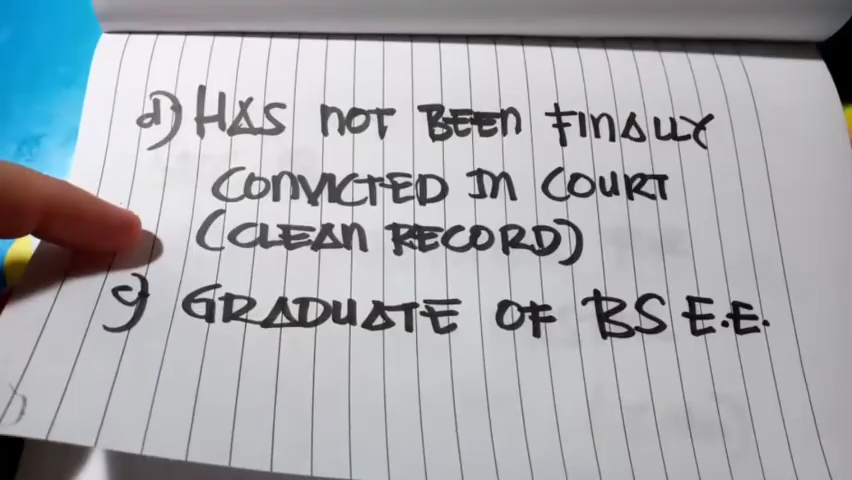 d) HAS NOT BEEN FINALLY
CONVICTED IN COURT
(CLEAN RECORD)
c) GRADUATE OF BS E.E.